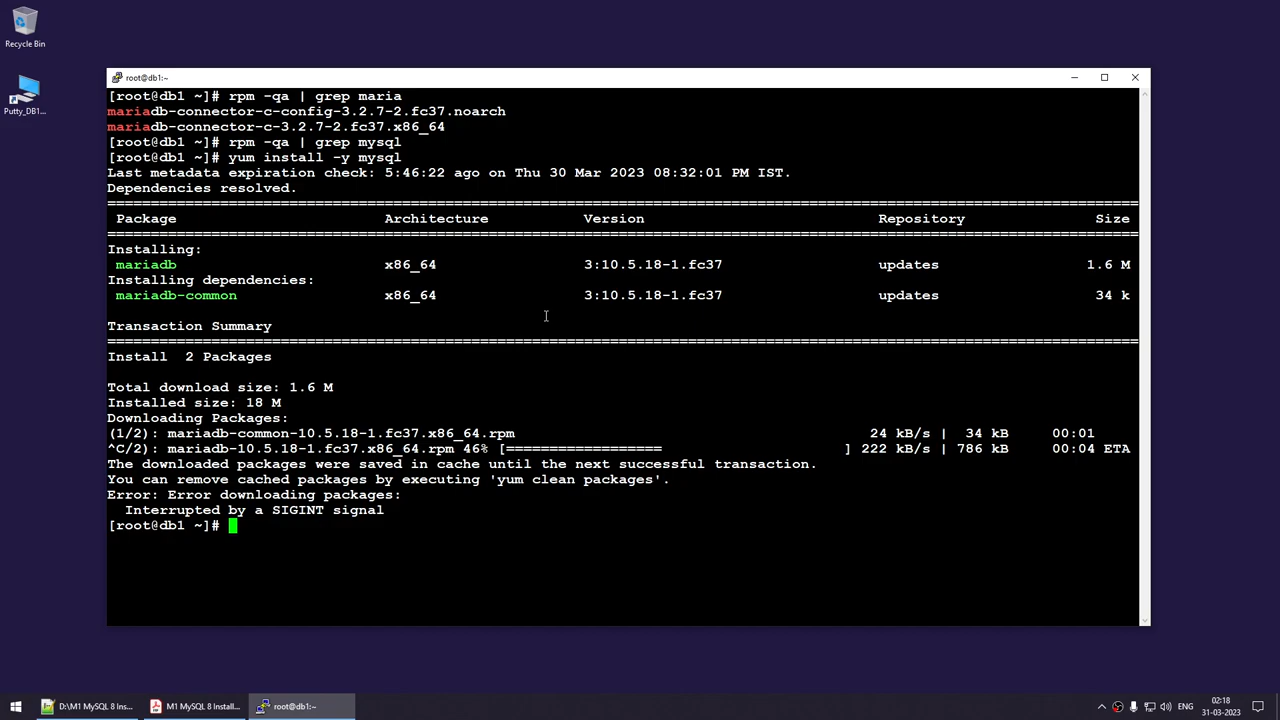 Recycle Bin
Putty_DB1...
root@db1:~
[root@db1 ~]# rpm -qa | grep maria
mariadb-connector-c-config-3.2.7-2.fc37.noarch
mariadb-connector-c-3.2.7-2.fc37.x86_64
[root@db1 ~]# rpm -qa | grep mysql
[root@db1 ~]# yum install -y mysql
Last metadata expiration check: 5:46:22 ago on Thu 30 Mar 2023 08:32:01 PM IST.
Dependencies resolved.
================================================================================
Package Architecture Version Repository Size
================================================================================
Installing:
mariadb x86_64 3:10.5.18-1.fc37 updates 1.6 M
Installing dependencies:
mariadb-common x86_64 3:10.5.18-1.fc37 updates 34 k
Transaction Summary
================================================================================
Install 2 Packages
Total download size: 1.6 M
Installed size: 18 M
Downloading Packages:
(1/2): mariadb-common-10.5.18-1.fc37.x86_64.rpm 24 kB/s | 34 kB 00:01
^C/2): mariadb-10.5.18-1.fc37.x86_64.rpm 46% [================== ] 222 kB/s | 786 kB 00:04 ETA
The downloaded packages were saved in cache until the next successful transaction.
You can remove cached packages by executing 'yum clean packages'.
Error: Error downloading packages:
Interrupted by a SIGINT signal
[root@db1 ~]#
D:\M1 MySQL 8 Ins...
M1 MySQL 8 Install...
root@db1:~
ENG
02:18
31-03-2023